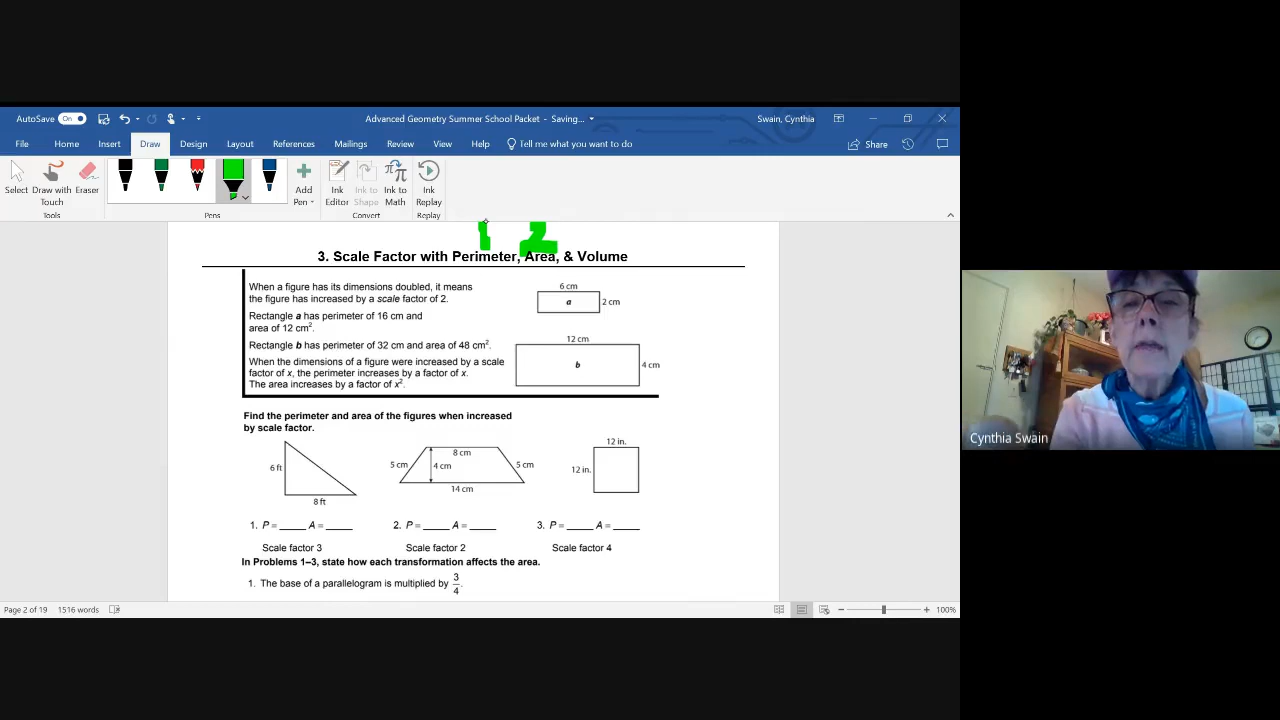 AutoSave On Advanced Geometry Summer School Packet - Saving... Swain, Cynthia
File Home Insert Draw Design Layout References Mailings Review View Help Tell me what you want to do Share
Select Draw with Touch Eraser Add Pen Ink Editor Ink to Shape Ink to Math Ink Replay
Tools Pens Convert Replay
1 2
3. Scale Factor with Perimeter, Area, & Volume
When a figure has its dimensions doubled, it means
the figure has increased by a scale factor of 2.
Rectangle a has perimeter of 16 cm and
area of 12 cm².
Rectangle b has perimeter of 32 cm and area of 48 cm².
When the dimensions of a figure were increased by a scale
factor of x, the perimeter increases by a factor of x.
The area increases by a factor of x².
6 cm
a 2 cm
12 cm
b 4 cm
Find the perimeter and area of the figures when increased
by scale factor.
6 ft
8 ft
8 cm
5 cm 4 cm 5 cm
14 cm
12 in.
12 in.
1. P = _____ A = _____ 2. P = _____ A = _____ 3. P = _____ A = _____
Scale factor 3 Scale factor 2 Scale factor 4
In Problems 1–3, state how each transformation affects the area.
1. The base of a parallelogram is multiplied by 3/4.
Page 2 of 19 1516 words 100%
Cynthia Swain